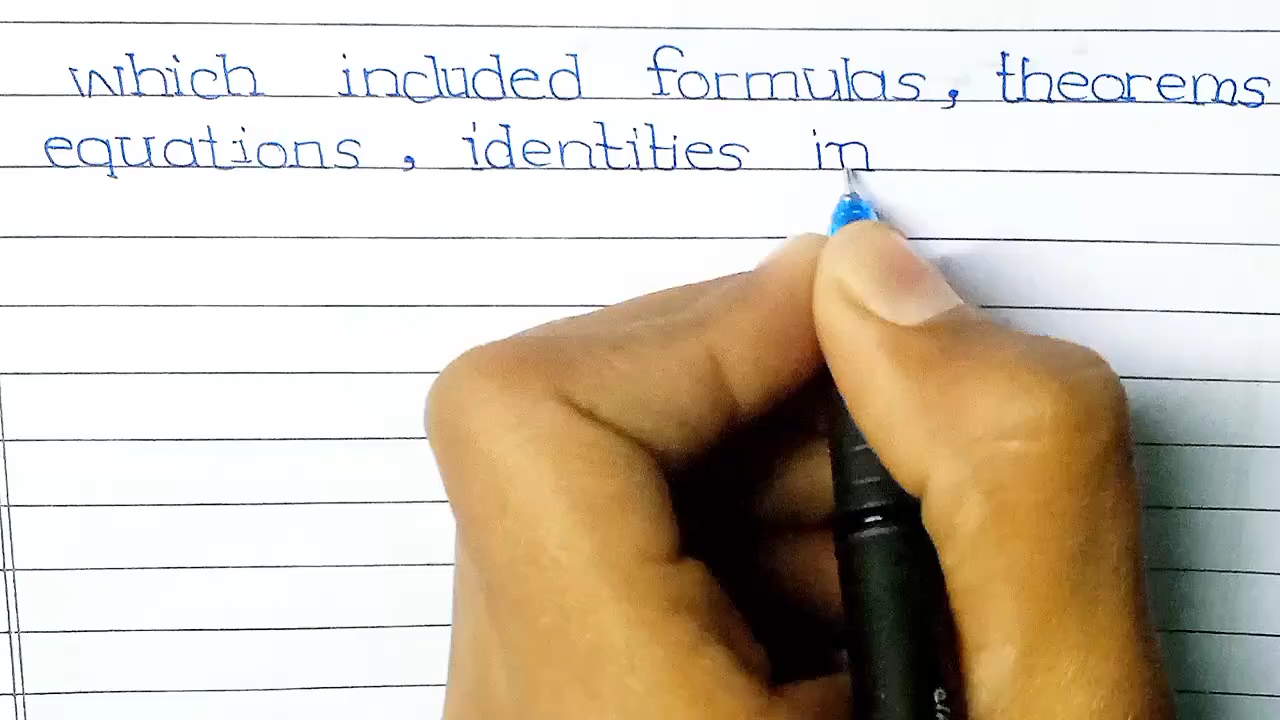 which included formulas, theorems
equations, identities in